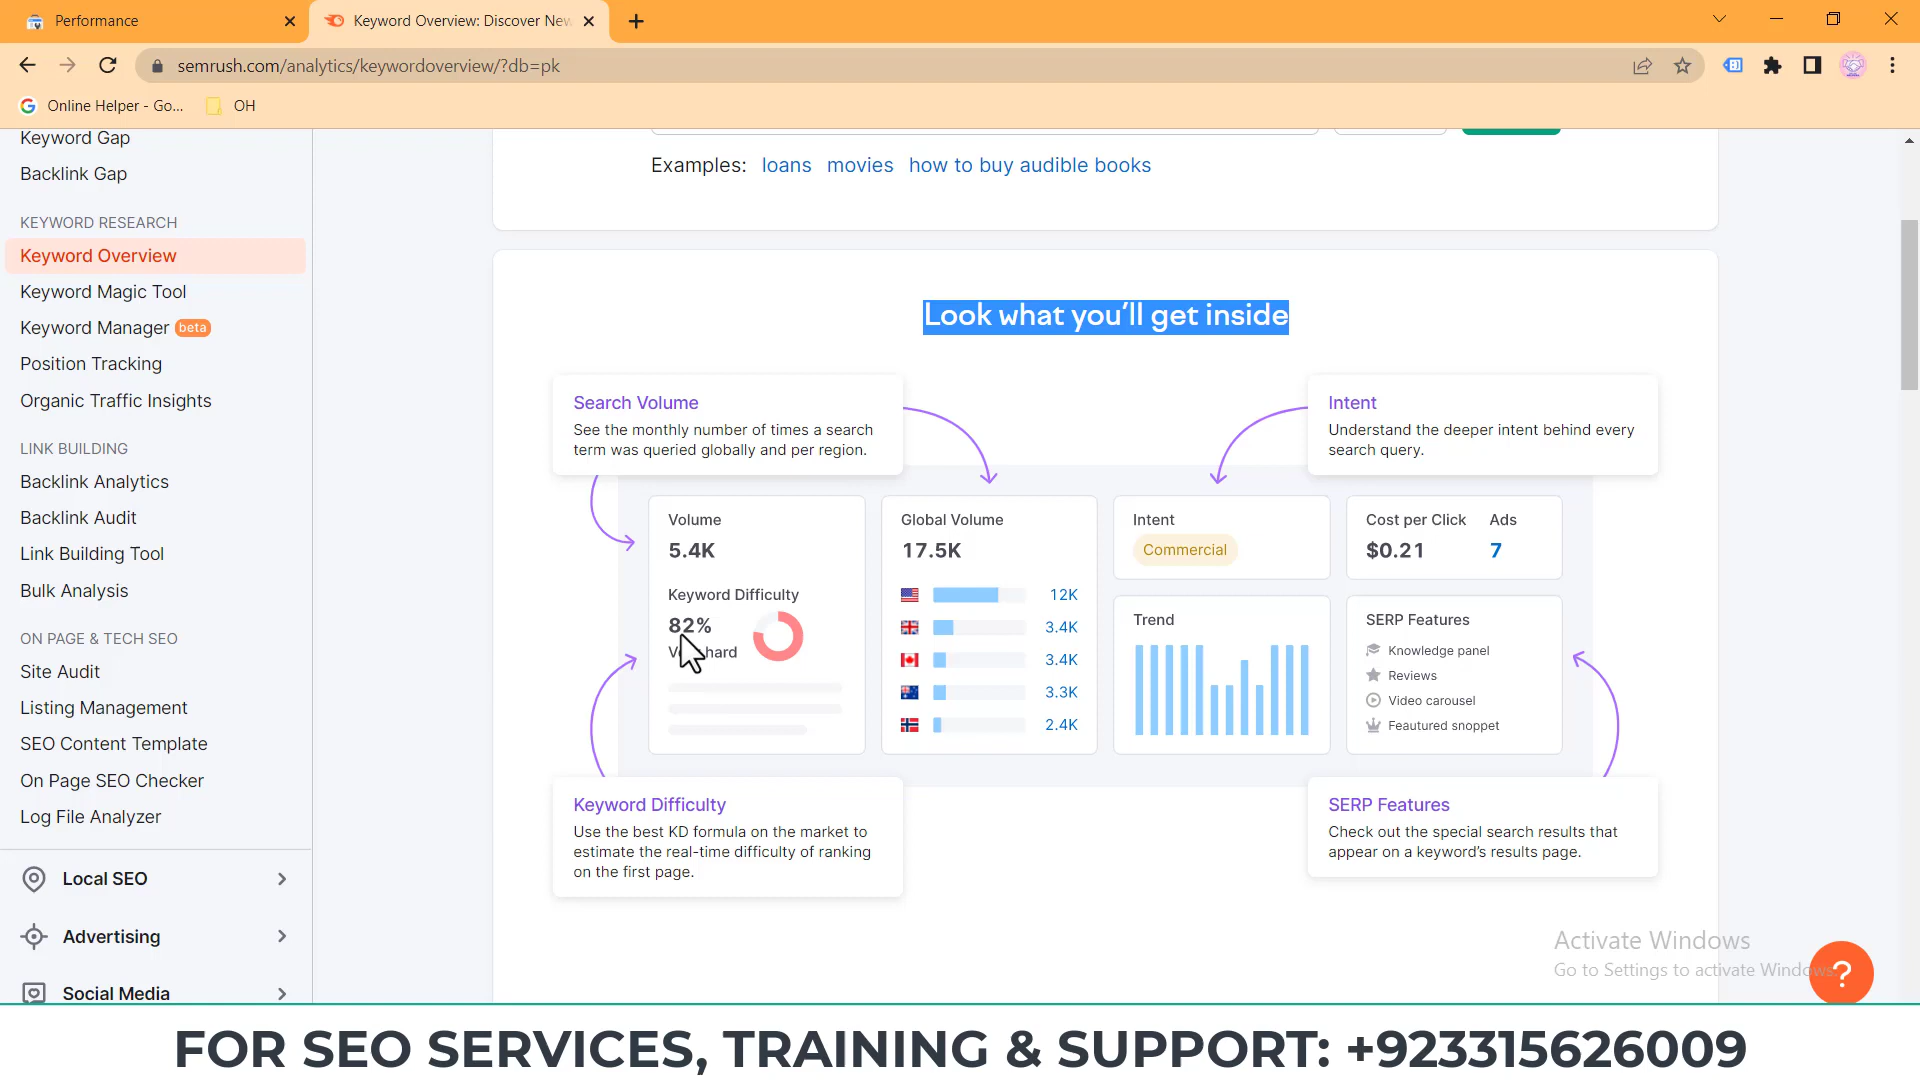 Performance
Keyword Overview: Discover New
semrush.com/analytics/keywordoverview/?db=pk
Online Helper - Go...
OH
Keyword Gap
Backlink Gap
KEYWORD RESEARCH
Keyword Overview
Keyword Magic Tool
Keyword Manager beta
Position Tracking
Organic Traffic Insights
LINK BUILDING
Backlink Analytics
Backlink Audit
Link Building Tool
Bulk Analysis
ON PAGE & TECH SEO
Site Audit
Listing Management
SEO Content Template
On Page SEO Checker
Log File Analyzer
Local SEO
Advertising
Social Media
Examples: loans movies how to buy audible books
Look what you'll get inside
Search Volume
See the monthly number of times a search
term was queried globally and per region.
Intent
Understand the deeper intent behind every
search query.
Volume
5.4K
Keyword Difficulty
82%
hard
Global Volume
17.5K
12K
3.4K
3.4K
3.3K
2.4K
Intent
Commercial
Trend
Cost per Click Ads
$0.21 7
SERP Features
Knowledge panel
Reviews
Video carousel
Feautured snoppet
Keyword Difficulty
Use the best KD formula on the market to
estimate the real-time difficulty of ranking
on the first page.
SERP Features
Check out the special search results that
appear on a keyword's results page.
Activate Windows
Go to Settings to activate Windows
?
FOR SEO SERVICES, TRAINING & SUPPORT: +923315626009